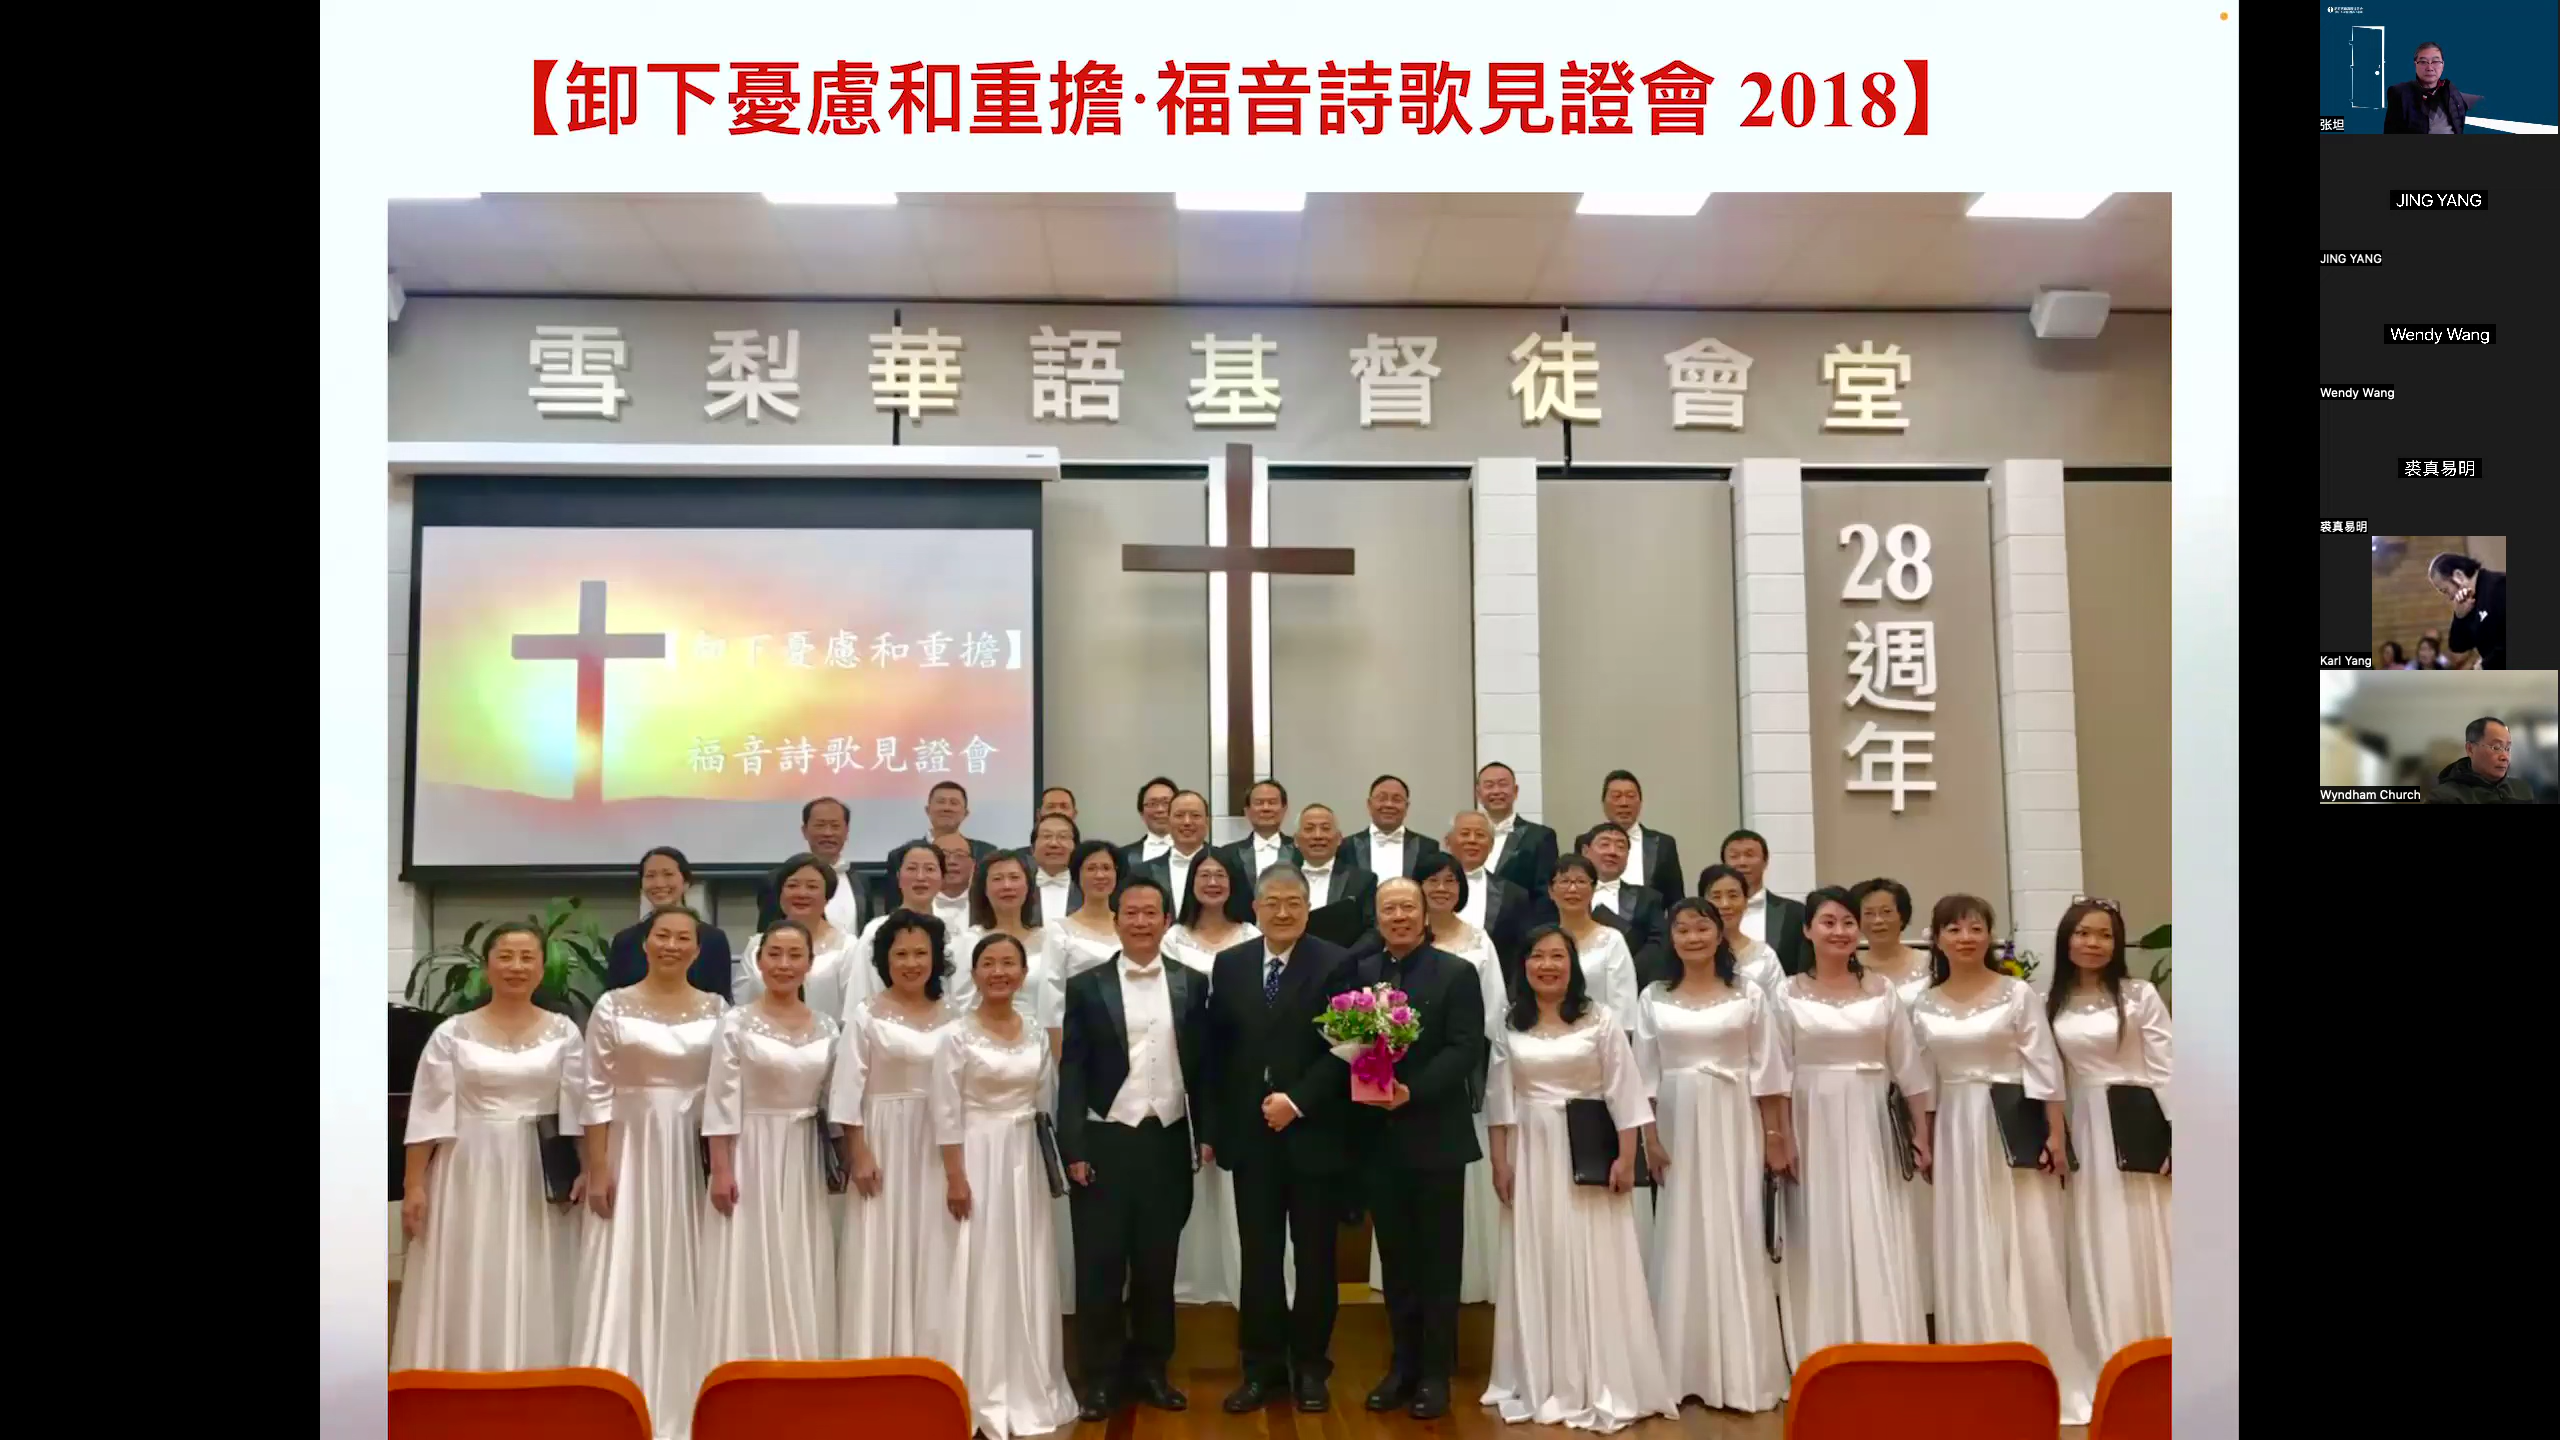 【卸下憂慮和重擔·福音詩歌見證會 2018】
雪梨華語基督徒會堂
【卸下憂慮和重擔】
福音詩歌見證會
28
週
年
张坦
JING YANG
JING YANG
Wendy Wang
Wendy Wang
裘真易明
裘真易明
Karl Yang
Wyndham Church